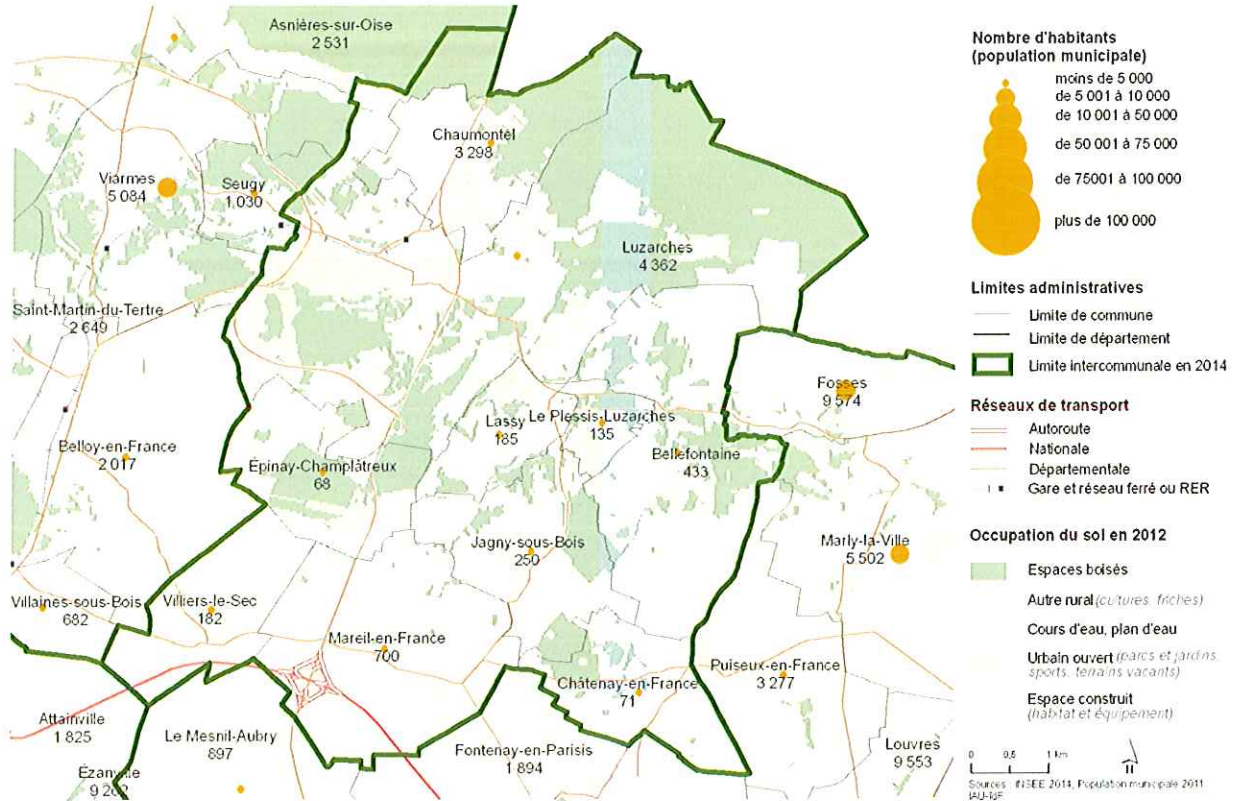 Asnières-sur-Oise
2 531
Chaumontel
3 298
Viarmes
5 084
Seugy
1 030
Luzarches
4 362
Saint-Martin-du-Tertre
2 649
Fosses
9 574
Lassy
185
Le Plessis-Luzarches
135
Belloy-en-France
2 017
Épinay-Champlâtreux
68
Bellefontaine
433
Jagny-sous-Bois
250
Marly-la-Ville
5 502
Villaines-sous-Bois
682
Villiers-le-Sec
182
Mareil-en-France
700
Puiseux-en-France
3 277
Châtenay-en-France
71
Attainville
1 825
Le Mesnil-Aubry
897
Fontenay-en-Parisis
1 894
Louvres
9 553
Ézanville
Nombre d'habitants
(population municipale)
moins de 5 000
de 5 001 à 10 000
de 10 001 à 50 000
de 50 001 à 75 000
de 75001 à 100 000
plus de 100 000
Limites administratives
Limite de commune
Limite de département
Limite intercommunale en 2014
Réseaux de transport
Autoroute
Nationale
Départementale
Gare et réseau ferré ou RER
Occupation du sol en 2012
Espaces boisés
Autre rural (cultures, friches)
Cours d'eau, plan d'eau
Urbain ouvert (parcs et jardins,
sports, terrains vacants)
Espace construit
(habitat et équipement)
0 0,5 1 km
N
Sources : INSEE 2014, Population municipale 2011
IAU-IdF